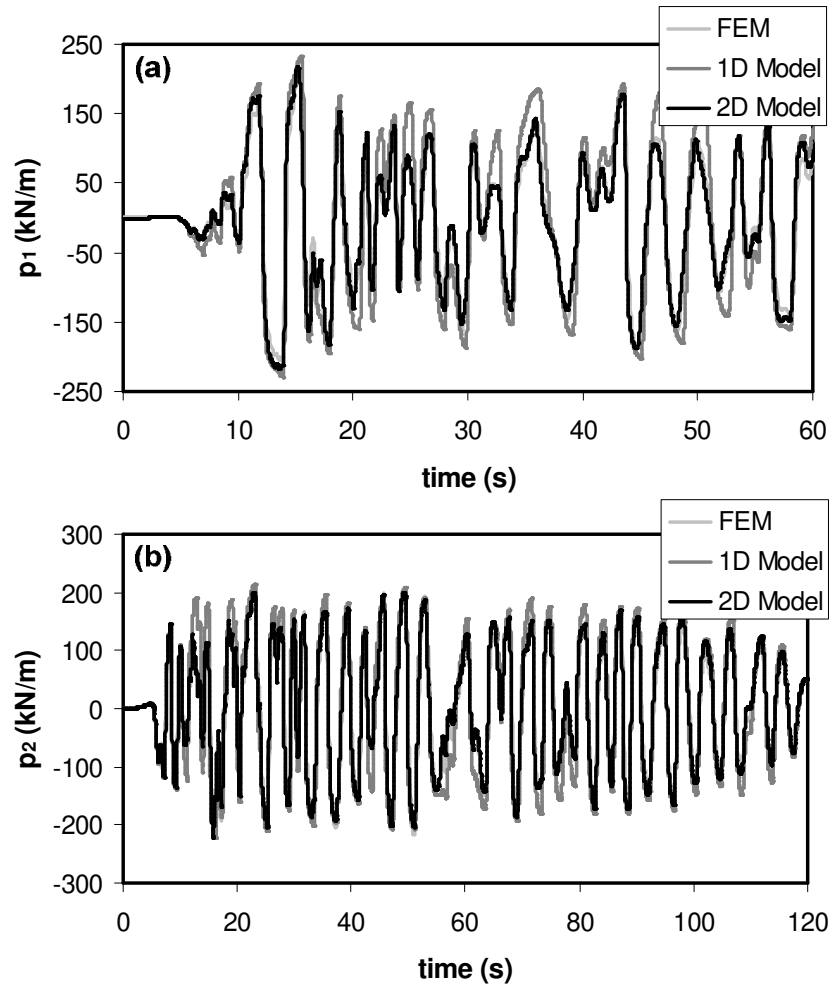 (a)
FEM
1D Model
2D Model
p1 (kN/m)
250
150
50
-50
-150
-250
0 10 20 30 40 50 60
time (s)
(b)
FEM
1D Model
2D Model
p2 (kN/m)
300
200
100
0
-100
-200
-300
0 20 40 60 80 100 120
time (s)